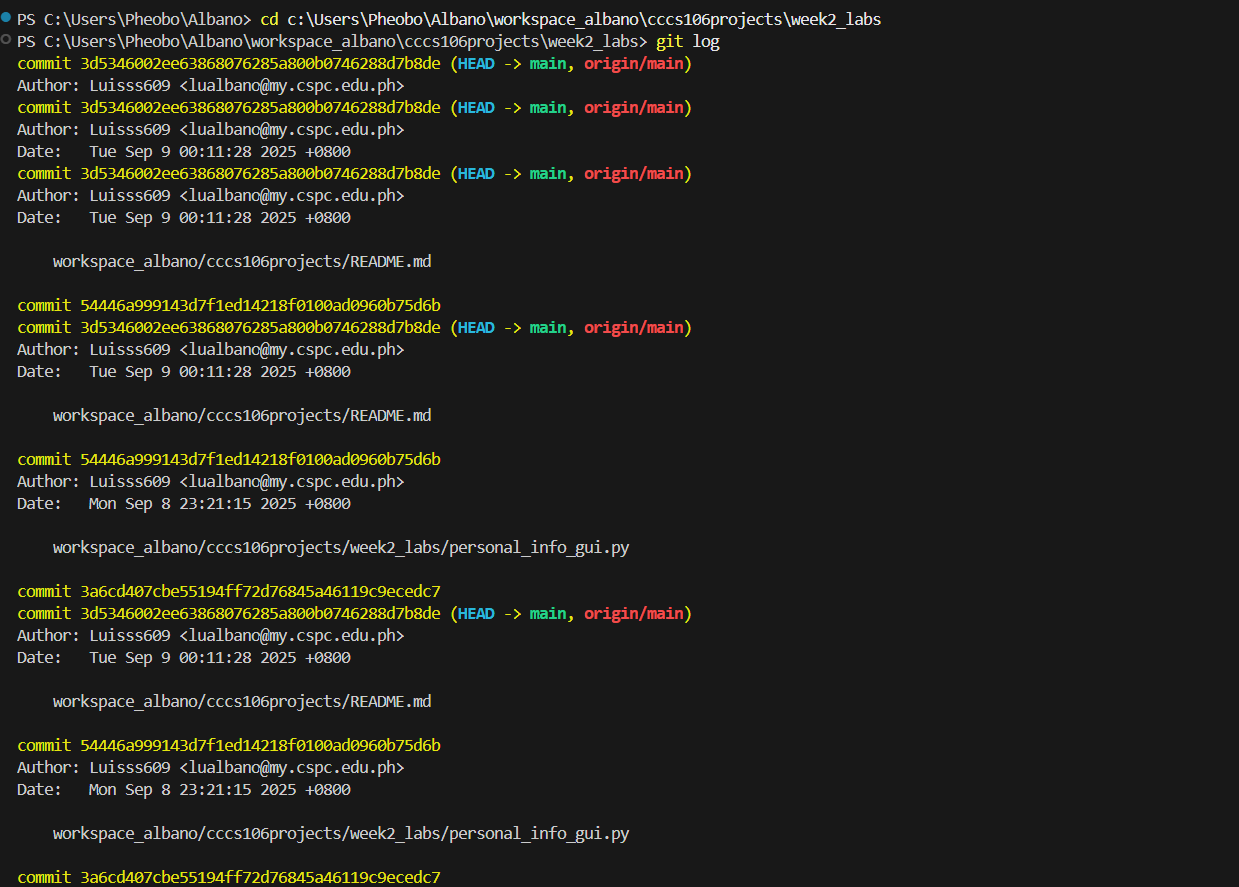 PS C:\Users\Pheobo\Albano> cd c:\Users\Pheobo\Albano\workspace_albano\cccs106projects\week2_labs
PS C:\Users\Pheobo\Albano\workspace_albano\cccs106projects\week2_labs> git log
commit 3d5346002ee63868076285a800b0746288d7b8de (HEAD -> main, origin/main)
Author: Luisss609 <lualbano@my.cspc.edu.ph>
commit 3d5346002ee63868076285a800b0746288d7b8de (HEAD -> main, origin/main)
Author: Luisss609 <lualbano@my.cspc.edu.ph>
Date:   Tue Sep 9 00:11:28 2025 +0800
commit 3d5346002ee63868076285a800b0746288d7b8de (HEAD -> main, origin/main)
Author: Luisss609 <lualbano@my.cspc.edu.ph>
Date:   Tue Sep 9 00:11:28 2025 +0800
workspace_albano/cccs106projects/README.md
commit 54446a999143d7f1ed14218f0100ad0960b75d6b
commit 3d5346002ee63868076285a800b0746288d7b8de (HEAD -> main, origin/main)
Author: Luisss609 <lualbano@my.cspc.edu.ph>
Date:   Tue Sep 9 00:11:28 2025 +0800
workspace_albano/cccs106projects/README.md
commit 54446a999143d7f1ed14218f0100ad0960b75d6b
Author: Luisss609 <lualbano@my.cspc.edu.ph>
Date:   Mon Sep 8 23:21:15 2025 +0800
workspace_albano/cccs106projects/week2_labs/personal_info_gui.py
commit 3a6cd407cbe55194ff72d76845a46119c9ecedc7
commit 3d5346002ee63868076285a800b0746288d7b8de (HEAD -> main, origin/main)
Author: Luisss609 <lualbano@my.cspc.edu.ph>
Date:   Tue Sep 9 00:11:28 2025 +0800
workspace_albano/cccs106projects/README.md
commit 54446a999143d7f1ed14218f0100ad0960b75d6b
Author: Luisss609 <lualbano@my.cspc.edu.ph>
Date:   Mon Sep 8 23:21:15 2025 +0800
workspace_albano/cccs106projects/week2_labs/personal_info_gui.py
commit 3a6cd407cbe55194ff72d76845a46119c9ecedc7